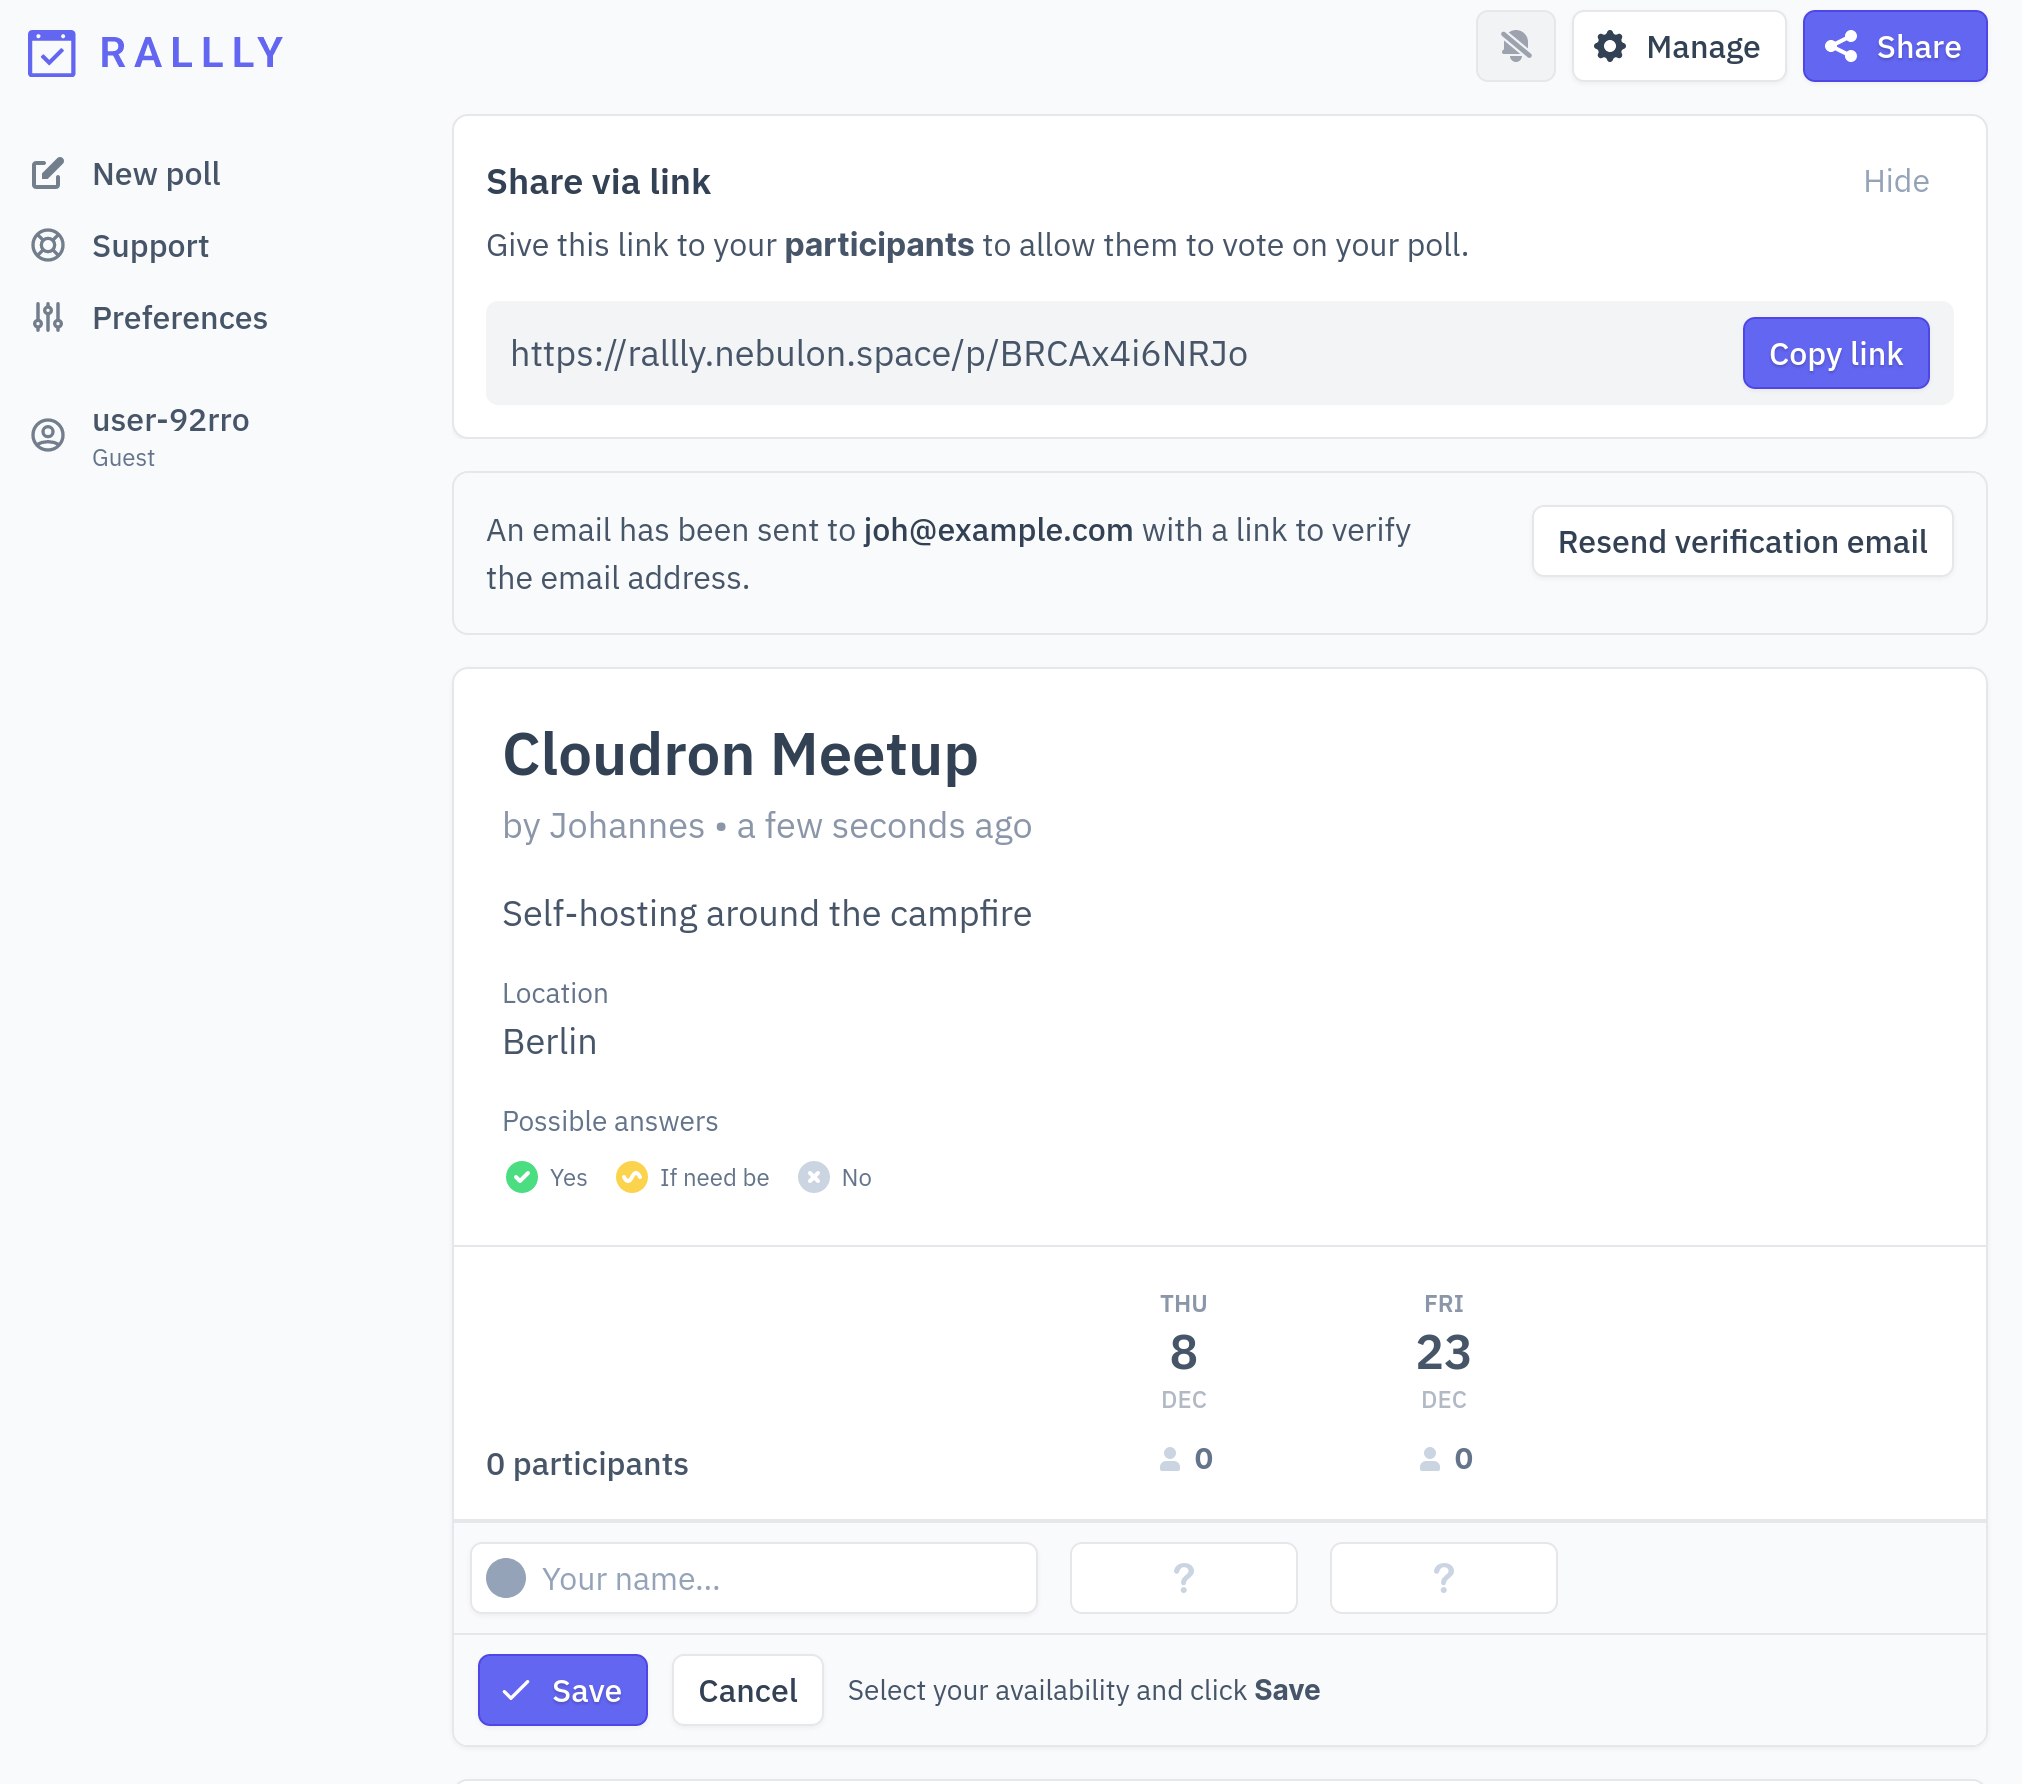 RALLLY
Manage
Share
New poll
Support
Preferences
user-92rro
Guest
Share via link
Hide
Give this link to your participants to allow them to vote on your poll.
https://rallly.nebulon.space/p/BRCAx4i6NRJo
Copy link
An email has been sent to joh@example.com with a link to verify
the email address.
Resend verification email
Cloudron Meetup
by Johannes • a few seconds ago
Self-hosting around the campfire
Location
Berlin
Possible answers
Yes If need be No
THU FRI
8 23
DEC DEC
0 participants 0 0
Your name... ? ?
Save Cancel Select your availability and click Save